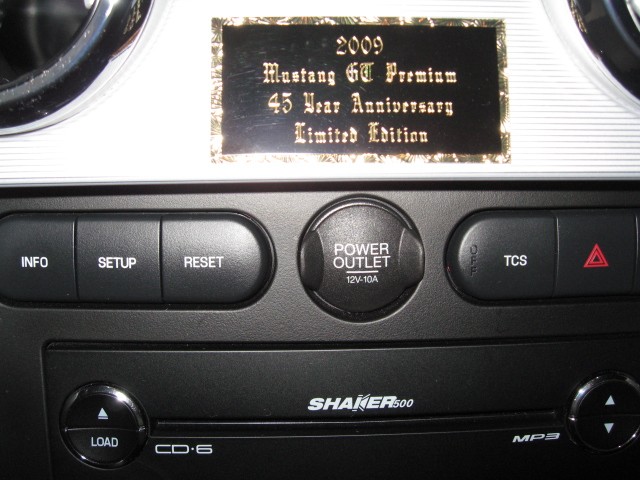 2009
Mustang GT Premium
45 Year Anniversary
Limited Edition
INFO
SETUP
RESET
POWER
OUTLET
12V-10A
TCS
SHAKER500
LOAD
CD·6
MP3